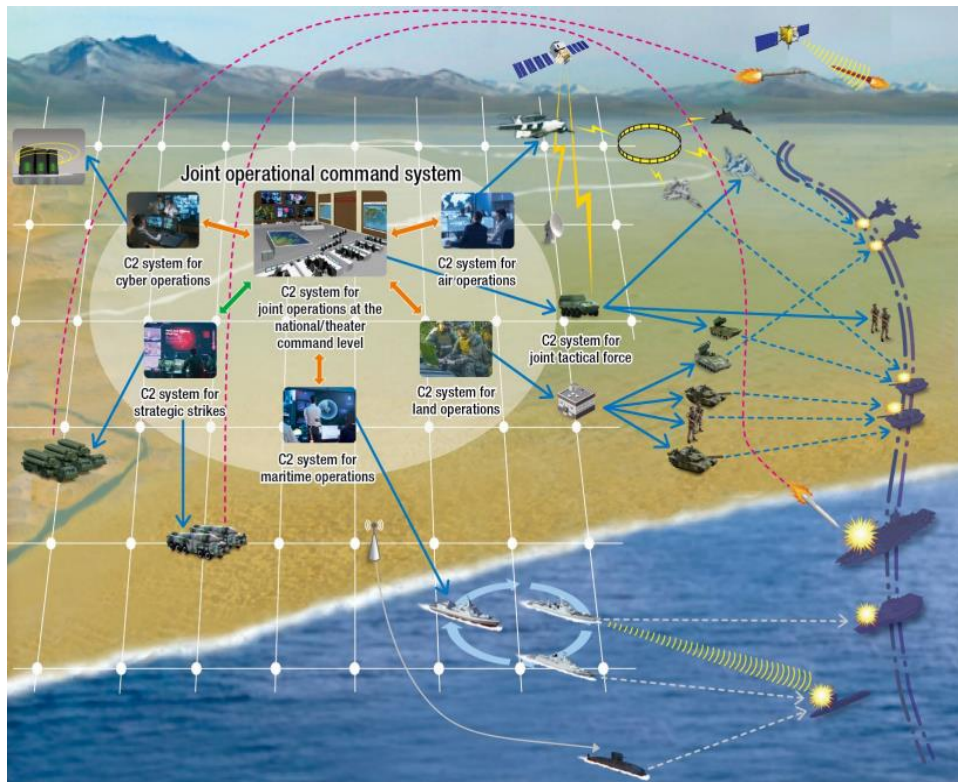 Joint operational command system
C2 system for
cyber operations
C2 system for
joint operations at the
national/theater
command level
C2 system for
air operations
C2 system for
strategic strikes
C2 system for
maritime operations
C2 system for
land operations
C2 system for
joint tactical force